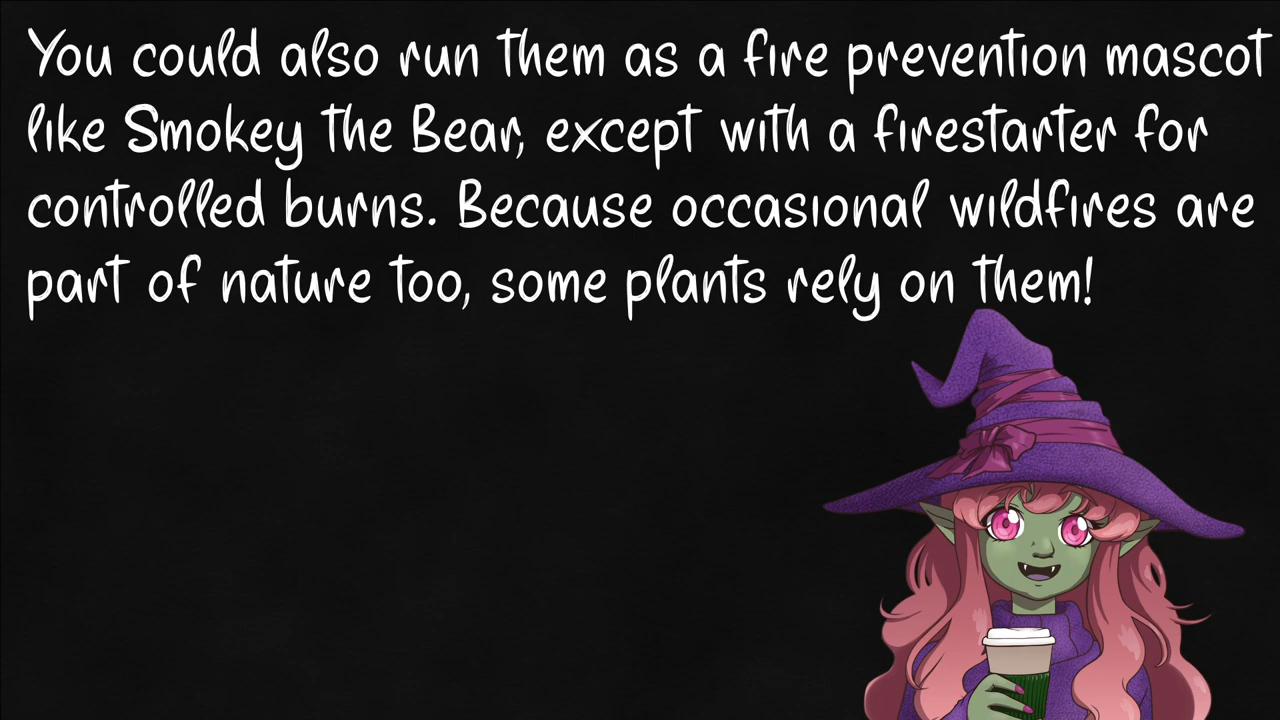 You could also run them as a fire prevention mascot
like Smokey the Bear, except with a firestarter for
controlled burns. Because occasional wildfires are
part of nature too, some plants rely on them!